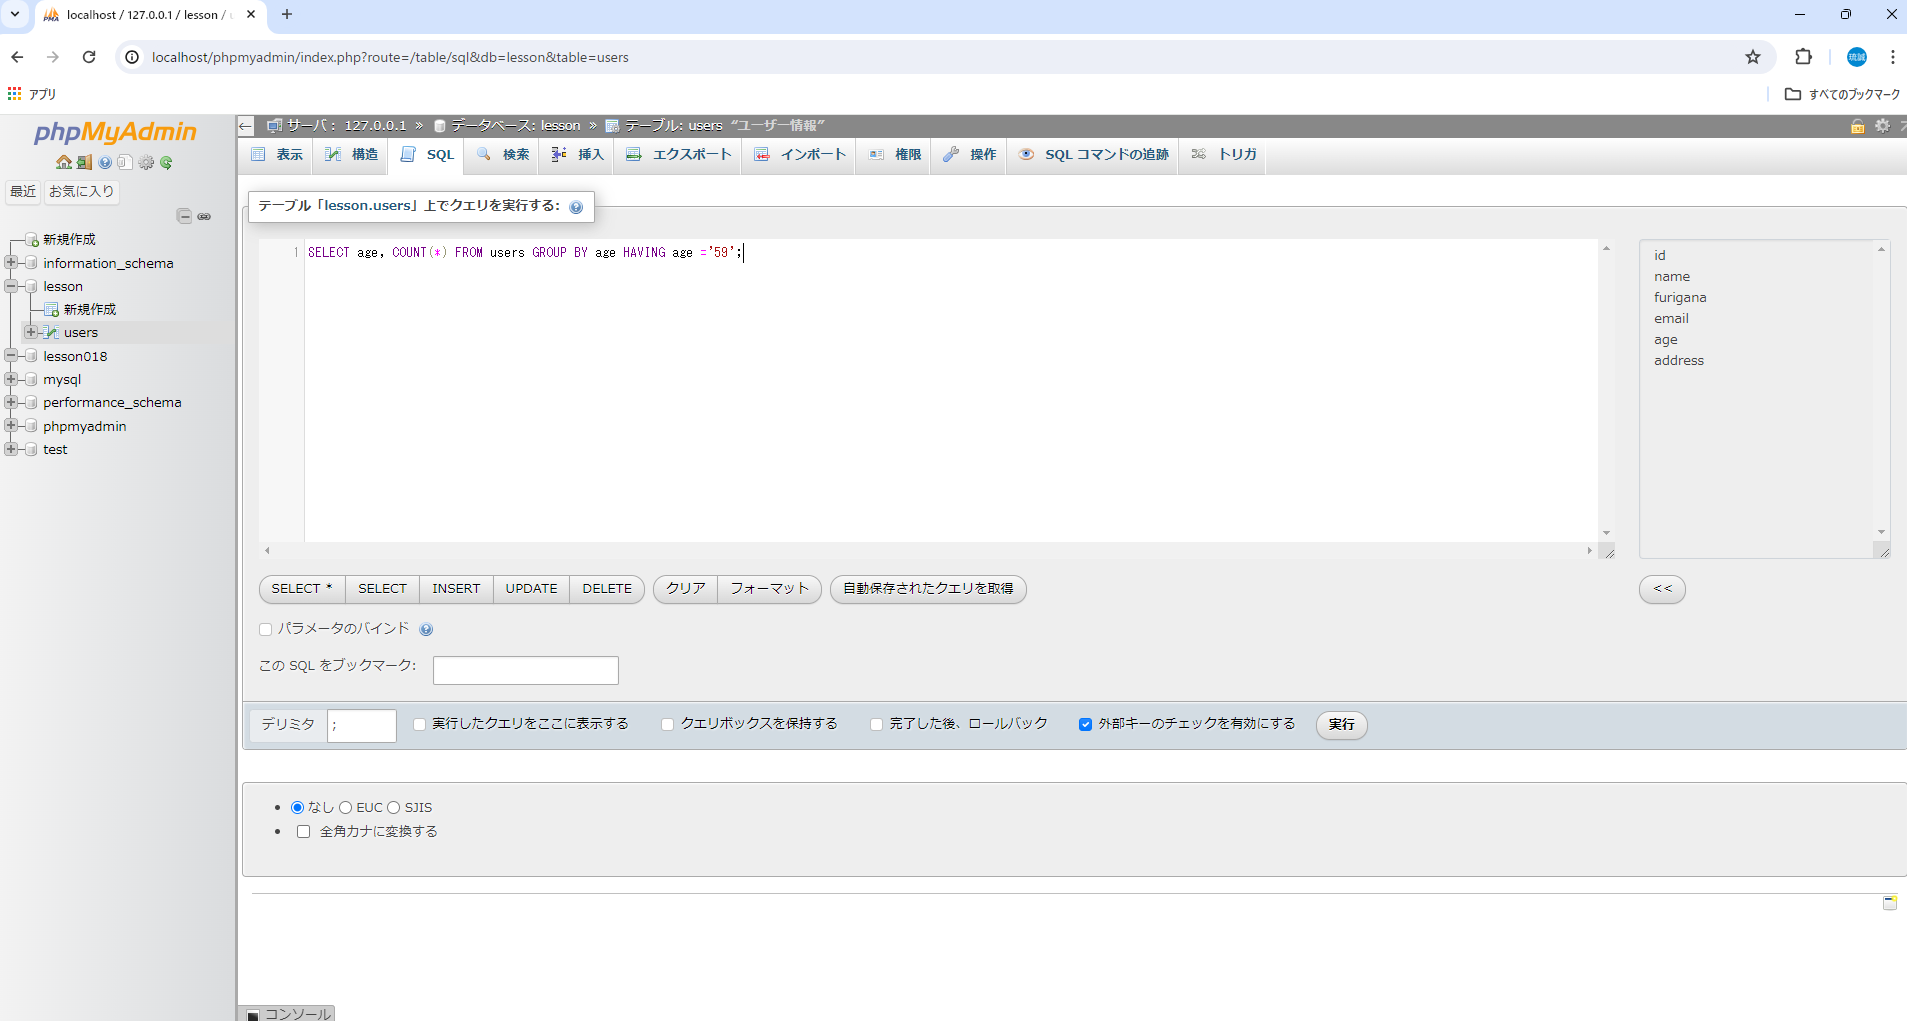 localhost / 127.0.0.1 / lesson /
localhost/phpmyadmin/index.php?route=/table/sql&db=lesson&table=users
琉誠
アプリ
すべてのブックマーク
phpMyAdmin
最近 お気に入り
新規作成
information_schema
lesson
新規作成
users
lesson018
mysql
performance_schema
phpmyadmin
test
サーバ： 127.0.0.1 » データベース: lesson » テーブル: users “ユーザー情報”
表示 構造 SQL 検索 挿入 エクスポート インポート 権限 操作 SQL コマンドの追跡 トリガ
テーブル「lesson.users」上でクエリを実行する:
1 SELECT age, COUNT(*) FROM users GROUP BY age HAVING age ='59';
id
name
furigana
email
age
address
SELECT * SELECT INSERT UPDATE DELETE クリア フォーマット 自動保存されたクエリを取得 <<
パラメータのバインド
この SQL をブックマーク:
デリミタ ; 実行したクエリをここに表示する クエリボックスを保持する 完了した後、ロールバック 外部キーのチェックを有効にする 実行
なし EUC SJIS
全角カナに変換する
コンソール